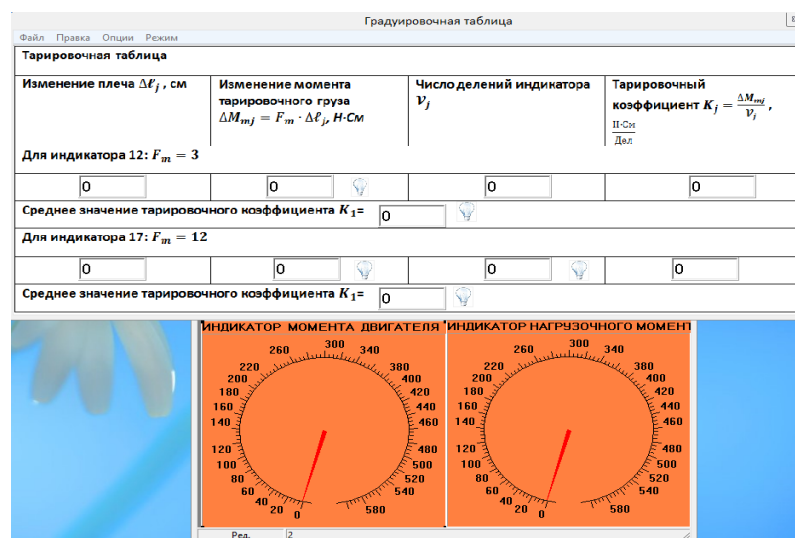 Градуировочная таблица
Файл Правка Опции Режим
Тарировочная таблица
Изменение плеча Δℓⱼ , см
Изменение момента
тарировочного груза
ΔMₘⱼ = Fₘ · Δℓⱼ, Н·См
Число делений индикатора
νⱼ
Тарировочный
коэффициент Kⱼ = ΔMₘⱼ/νⱼ ,
Н·См
Дел
Для индикатора 12: Fₘ = 3
0 0 0 0
Среднее значение тарировочного коэффициента K₁= 0
Для индикатора 17: Fₘ = 12
0 0 0 0
Среднее значение тарировочного коэффициента K₁= 0
ИНДИКАТОР МОМЕНТА ДВИГАТЕЛЯ
0 20 40 60 80 100 120 140 160 180 200 220 260 300 340 380 400 420 440 460 480 500 520 540 580
ИНДИКАТОР НАГРУЗОЧНОГО МОМЕНТ
0 20 40 60 80 100 120 140 160 180 200 220 260 300 340 380 400 420 440 460 480 500 520 540 580
Ред. 2